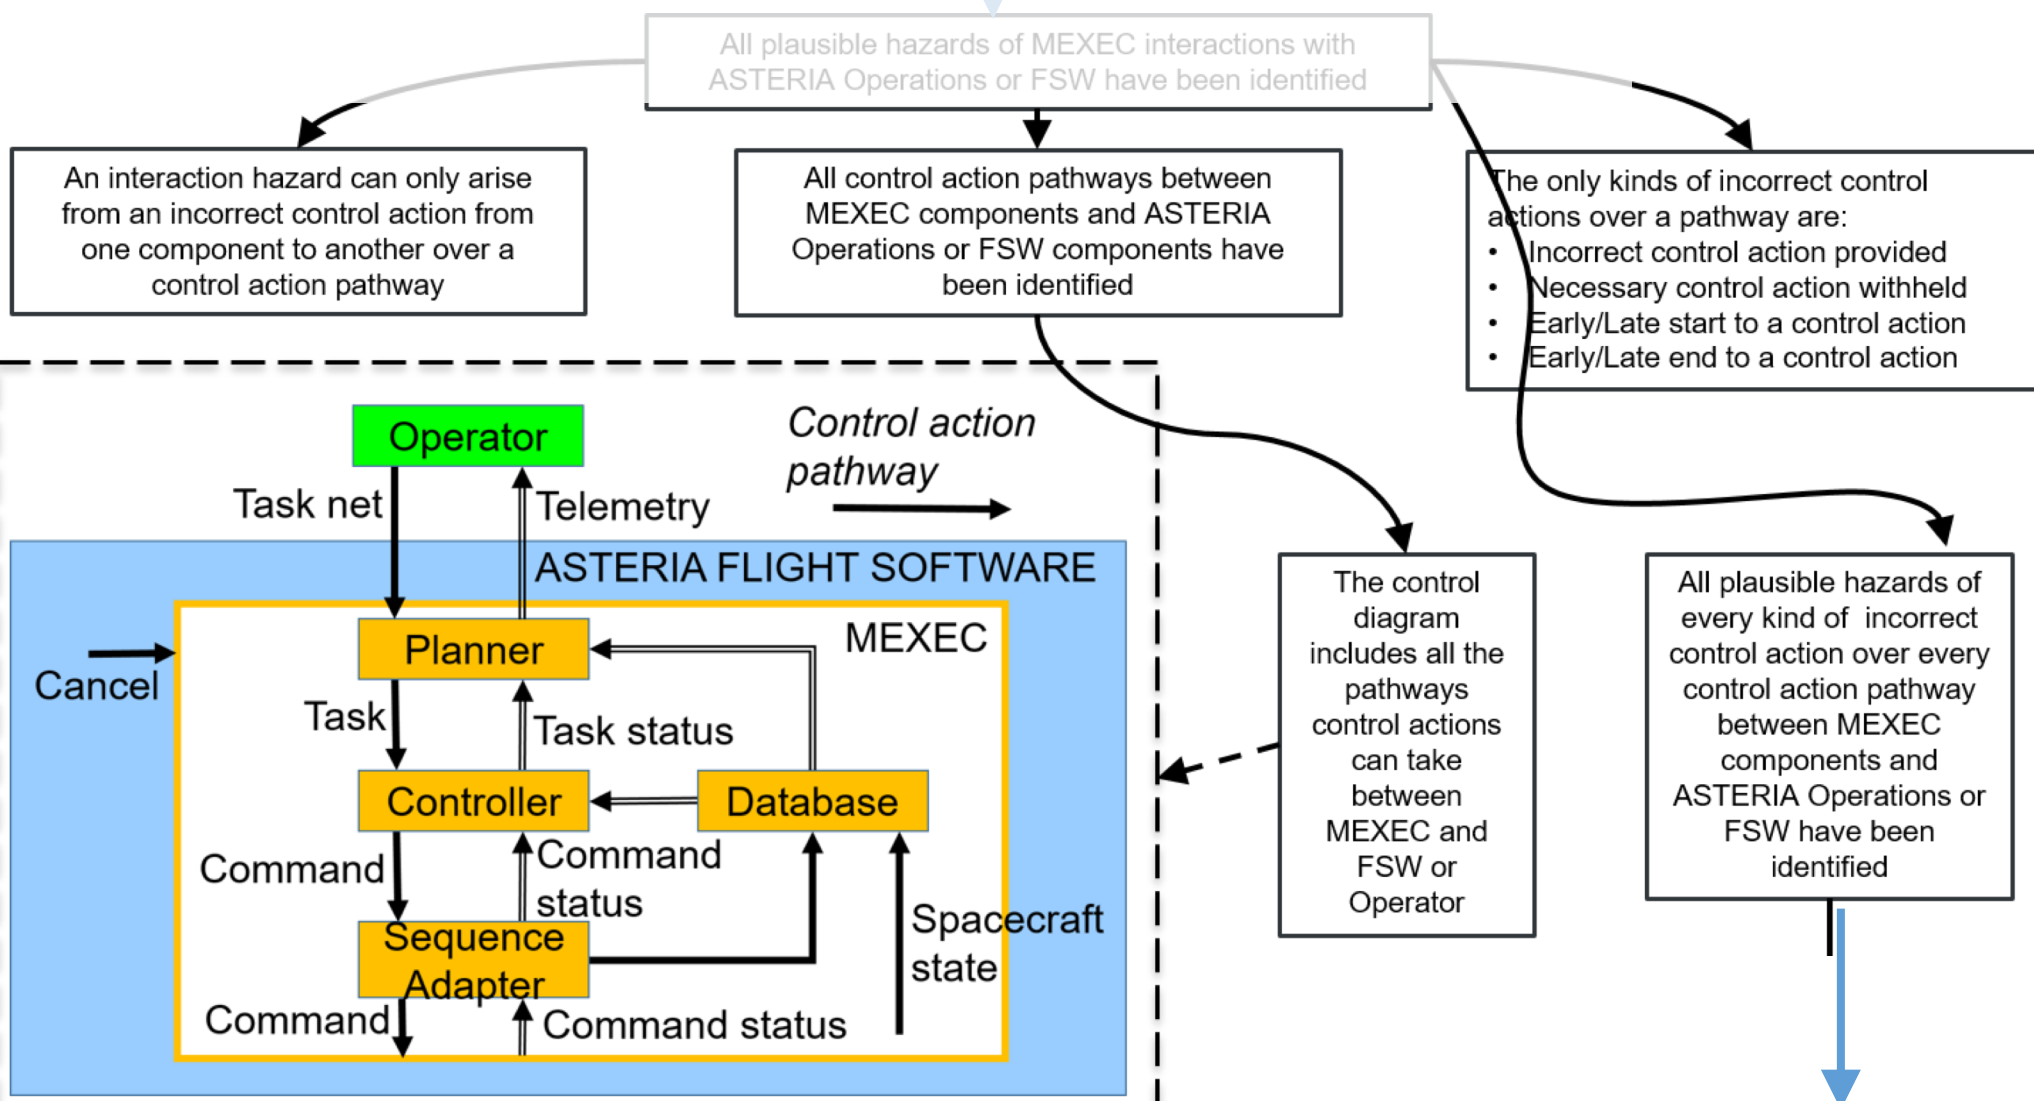 All plausible hazards of MEXEC interactions with
ASTERIA Operations or FSW have been identified
An interaction hazard can only arise
from an incorrect control action from
one component to another over a
control action pathway
All control action pathways between
MEXEC components and ASTERIA
Operations or FSW components have
been identified
The only kinds of incorrect control
actions over a pathway are:
• Incorrect control action provided
• Necessary control action withheld
• Early/Late start to a control action
• Early/Late end to a control action
Operator
Control action
pathway
Task net
Telemetry
ASTERIA FLIGHT SOFTWARE
MEXEC
Planner
Cancel
Task
Task status
Controller
Database
Command
Command
status
Sequence
Adapter
Spacecraft
state
Command
Command status
The control
diagram
includes all the
pathways
control actions
can take
between
MEXEC and
FSW or
Operator
All plausible hazards of
every kind of  incorrect
control action over every
control action pathway
between MEXEC
components and
ASTERIA Operations or
FSW have been
identified